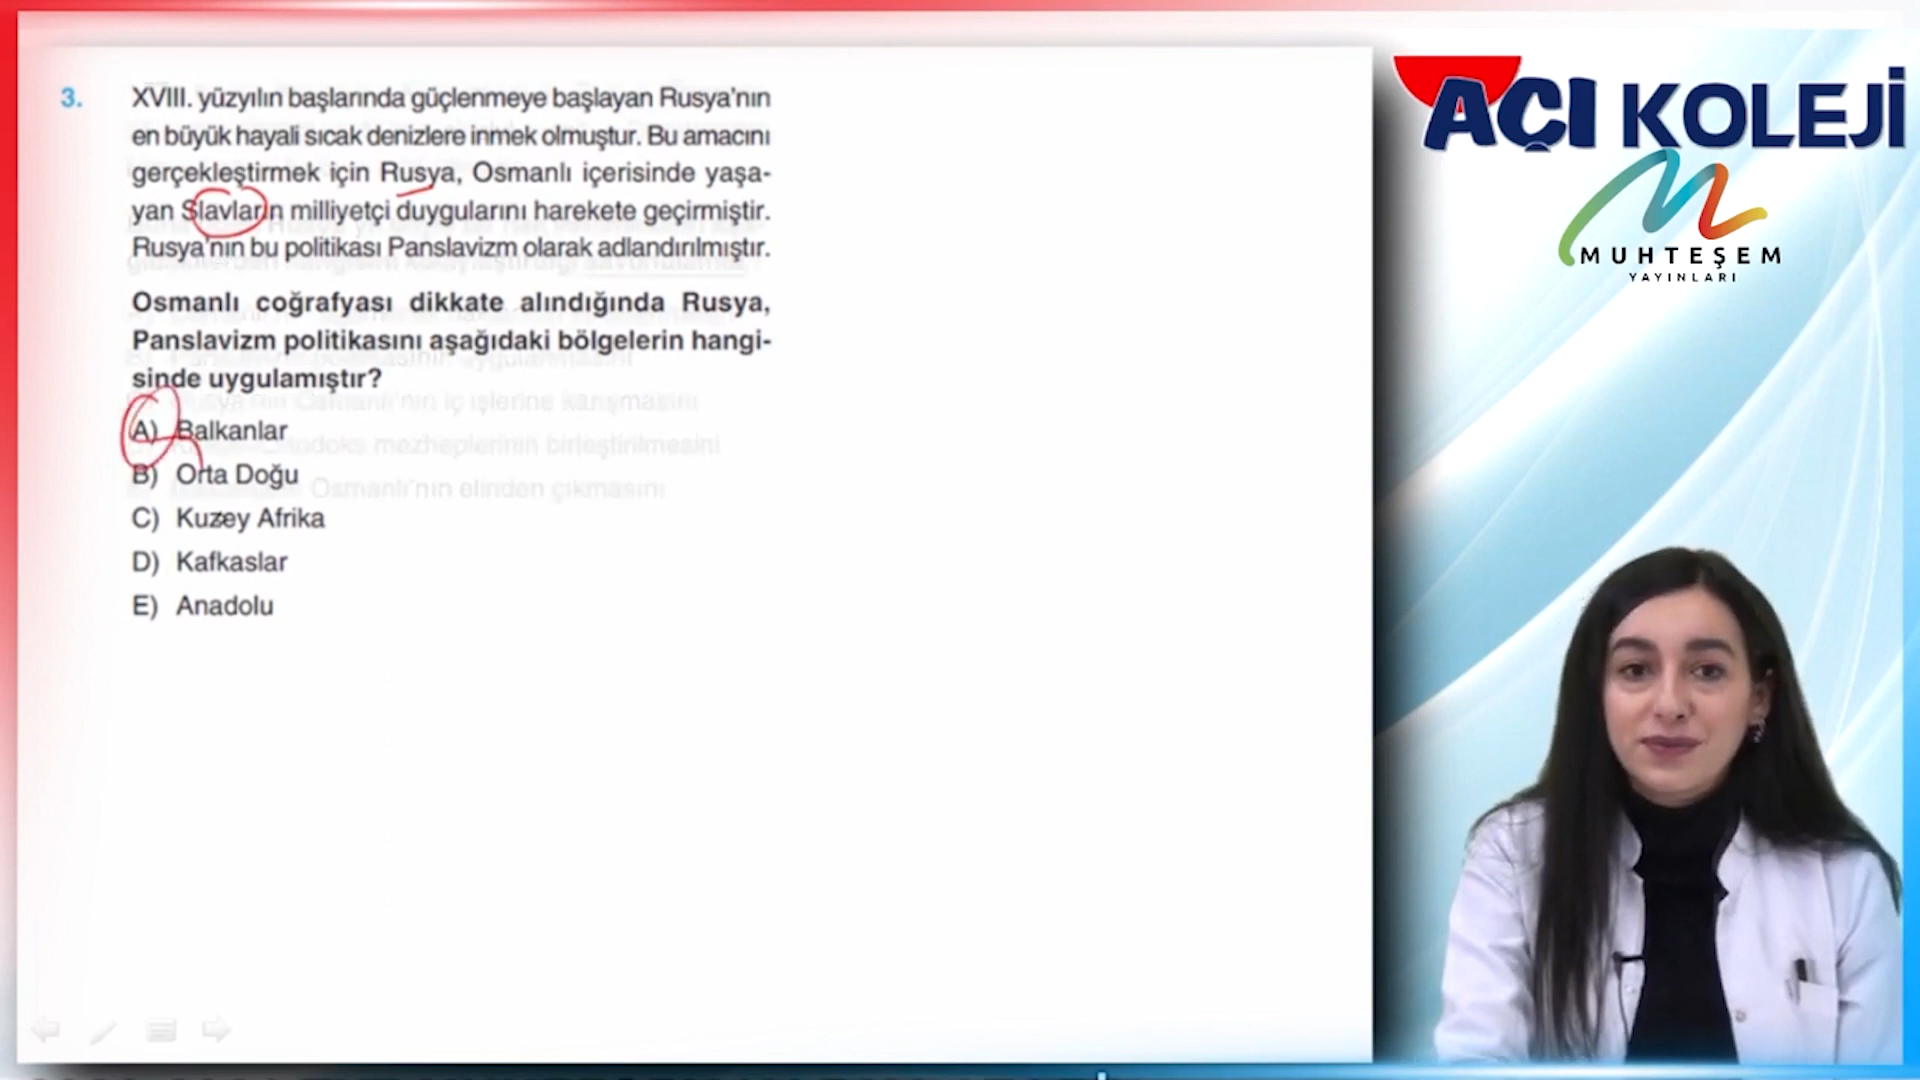 3. XVIII. yüzyılın başlarında güçlenmeye başlayan Rusya'nın
en büyük hayali sıcak denizlere inmek olmuştur. Bu amacını
gerçekleştirmek için Rusya, Osmanlı içerisinde yaşa-
yan Slavların milliyetçi duygularını harekete geçirmiştir.
Rusya'nın bu politikası Panslavizm olarak adlandırılmıştır.
Osmanlı coğrafyası dikkate alındığında Rusya,
Panslavizm politikasını aşağıdaki bölgelerin hangi-
sinde uygulamıştır?
A) Balkanlar
B) Orta Doğu
C) Kuzey Afrika
D) Kafkaslar
E) Anadolu
AÇI KOLEJİ
MUHTEŞEM
YAYINLARI